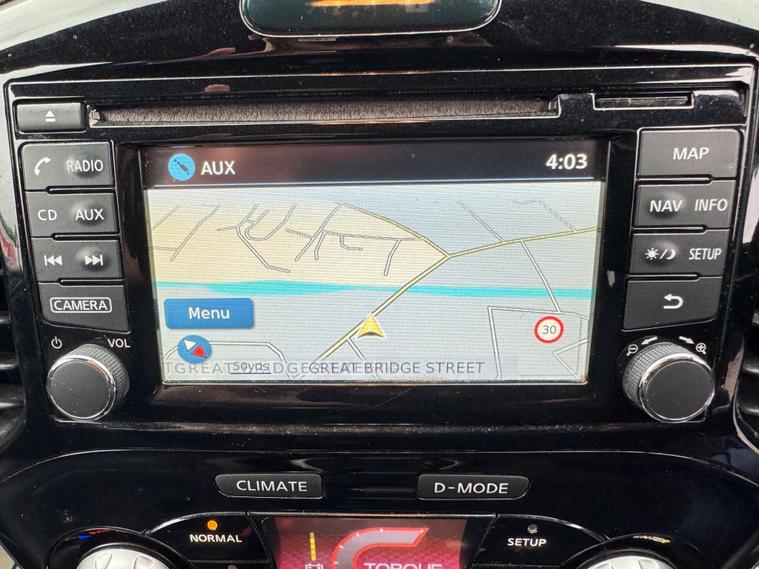 AUX
4:03
RADIO
CD AUX
CAMERA
VOL
MAP
NAV INFO
SETUP
Menu
30
50yds
GREAT BRIDGE STREET
CLIMATE
D-MODE
NORMAL
SETUP
TORQUE